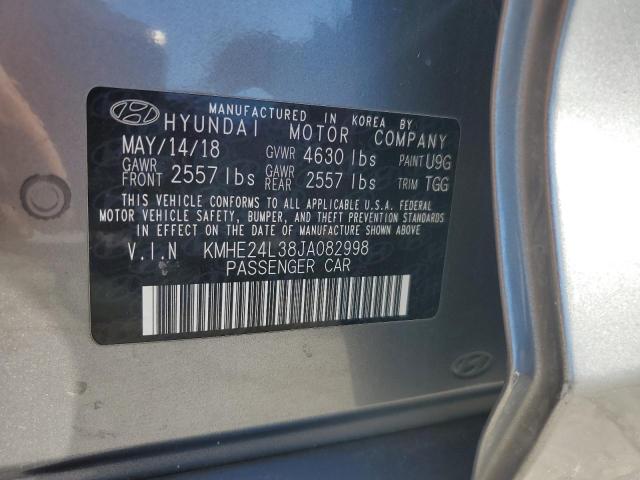 MANUFACTURED IN KOREA BY
HYUNDAI MOTOR COMPANY
MAY/14/18 GVWR 4630 lbs PAINT U9G
GAWR FRONT 2557 lbs GAWR REAR 2557 lbs TRIM TGG
THIS VEHICLE CONFORMS TO ALL APPLICABLE U.S.A. FEDERAL
MOTOR VEHICLE SAFETY, BUMPER, AND THEFT PREVENTION STANDARDS
IN EFFECT ON THE DATE OF MANUFACTURE SHOWN ABOVE.
V.I.N KMHE24L38JA082998
PASSENGER CAR